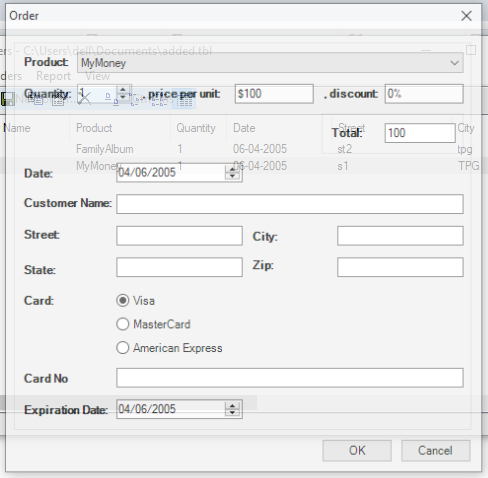 Order
ers - C:\Users\dell\Documents\added.tbl
Product: MyMoney
ders Report View
Quantity: 1 , price per unit: $100 , discount: 0%
Name Product Quantity Date Street City
Total: 100
FamilyAlbum 1 06-04-2005 st2 tpg
MyMoney 1 06-04-2005 s1 TPG
Date: 04/06/2005
Customer Name:
Street: City:
State: Zip:
Card: Visa
MasterCard
American Express
Card No
Expiration Date: 04/06/2005
OK Cancel